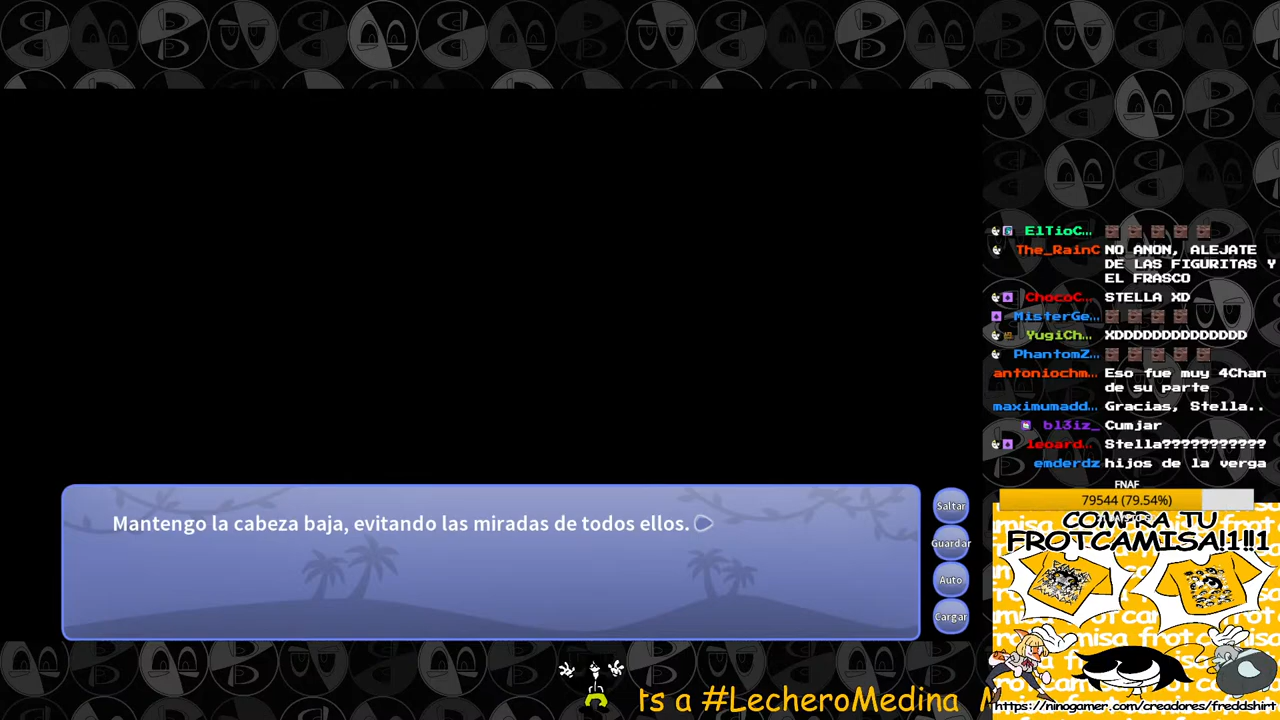 ElTioC…
The_RainC NO ANON, ALEJATE
DE LAS FIGURITAS Y
EL FRASCO
ChocoC… STELLA XD
MisterGe…
YugiCh… XDDDDDDDDDDDDDD
PhantomZ…
antoniochm… Eso fue muy 4Chan
de su parte
maximumadd… Gracias, Stella..
bl3iz_ Cumjar
leoard… Stella???????????
emderdz hijos de la verga
FNAF
79544 (79.54%)
Mantengo la cabeza baja, evitando las miradas de todos ellos.
Saltar
Guardar
Auto
Cargar
COMPRA TU
FROTCAMISA!1!!1
ts a #LecheroMedina
https://ninogamer.com/creadores/freddshirt